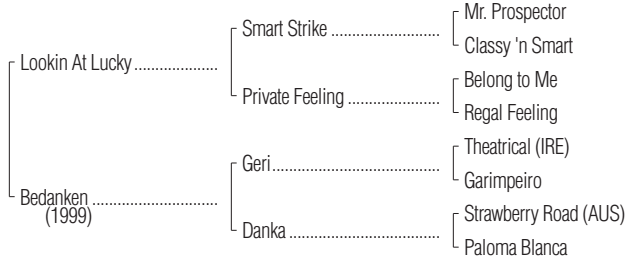 Mr. Prospector
Smart Strike ........................
Classy 'n Smart
Lookin At Lucky ..................
Belong to Me
Private Feeling ....................
Regal Feeling
Theatrical (IRE)
Geri.....................................
Garimpeiro
Bedanken ...........................
(1999)
Strawberry Road (AUS)
Danka .................................
Paloma Blanca